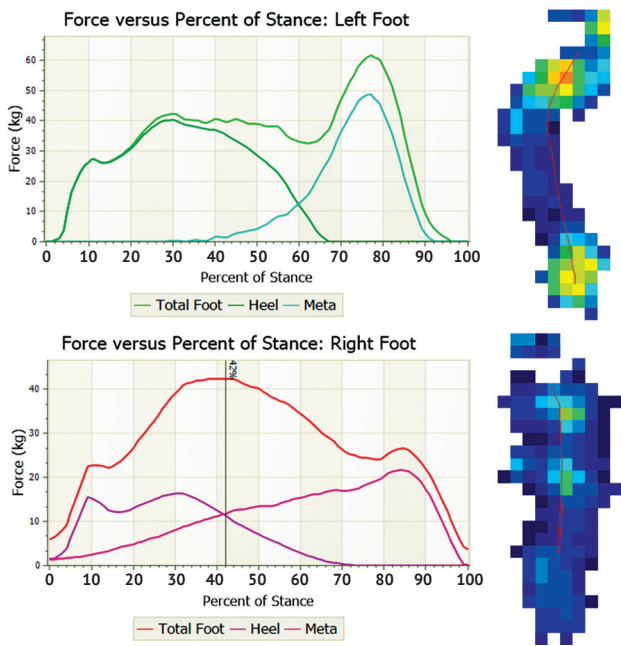 Force versus Percent of Stance: Left Foot
60
50
40
30
20
10
0
Force (kg)
0 10 20 30 40 50 60 70 80 90 100
Percent of Stance
Total Foot Heel Meta
Force versus Percent of Stance: Right Foot
42%
40
30
20
10
0
Force (kg)
0 10 20 30 40 50 60 70 80 90 100
Percent of Stance
Total Foot Heel Meta